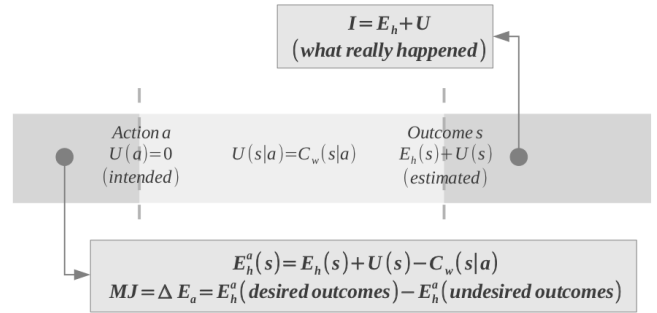 I = E_h + U
(what really happened)
Action a
U(a)=0
(intended)
U(s|a)=C_w(s|a)
Outcome s
E_h(s)+U(s)
(estimated)
E_h^a(s)=E_h(s)+U(s)−C_w(s|a)
MJ=Δ E_a=E_h^a(desired outcomes)−E_h^a(undesired outcomes)